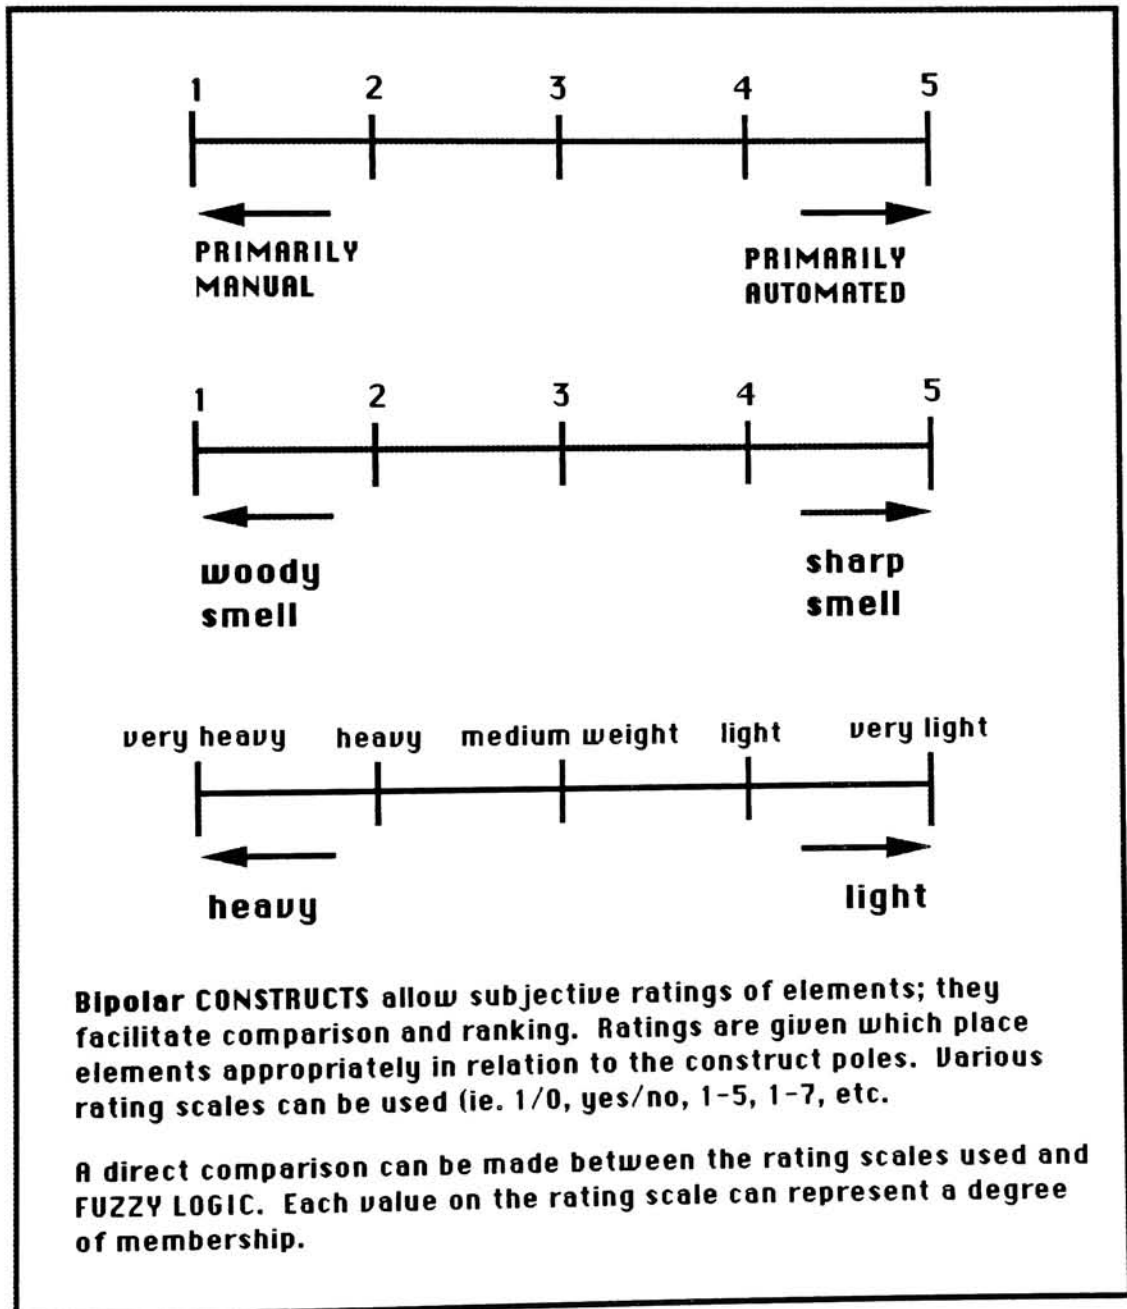 1 2 3 4 5
PRIMARILY
MANUAL
PRIMARILY
AUTOMATED
1 2 3 4 5
woody
smell
sharp
smell
very heavy heavy medium weight light very light
heavy light
Bipolar CONSTRUCTS allow subjective ratings of elements; they
facilitate comparison and ranking. Ratings are given which place
elements appropriately in relation to the construct poles. Various
rating scales can be used (ie. 1/0, yes/no, 1-5, 1-7, etc.
A direct comparison can be made between the rating scales used and
FUZZY LOGIC. Each value on the rating scale can represent a degree
of membership.